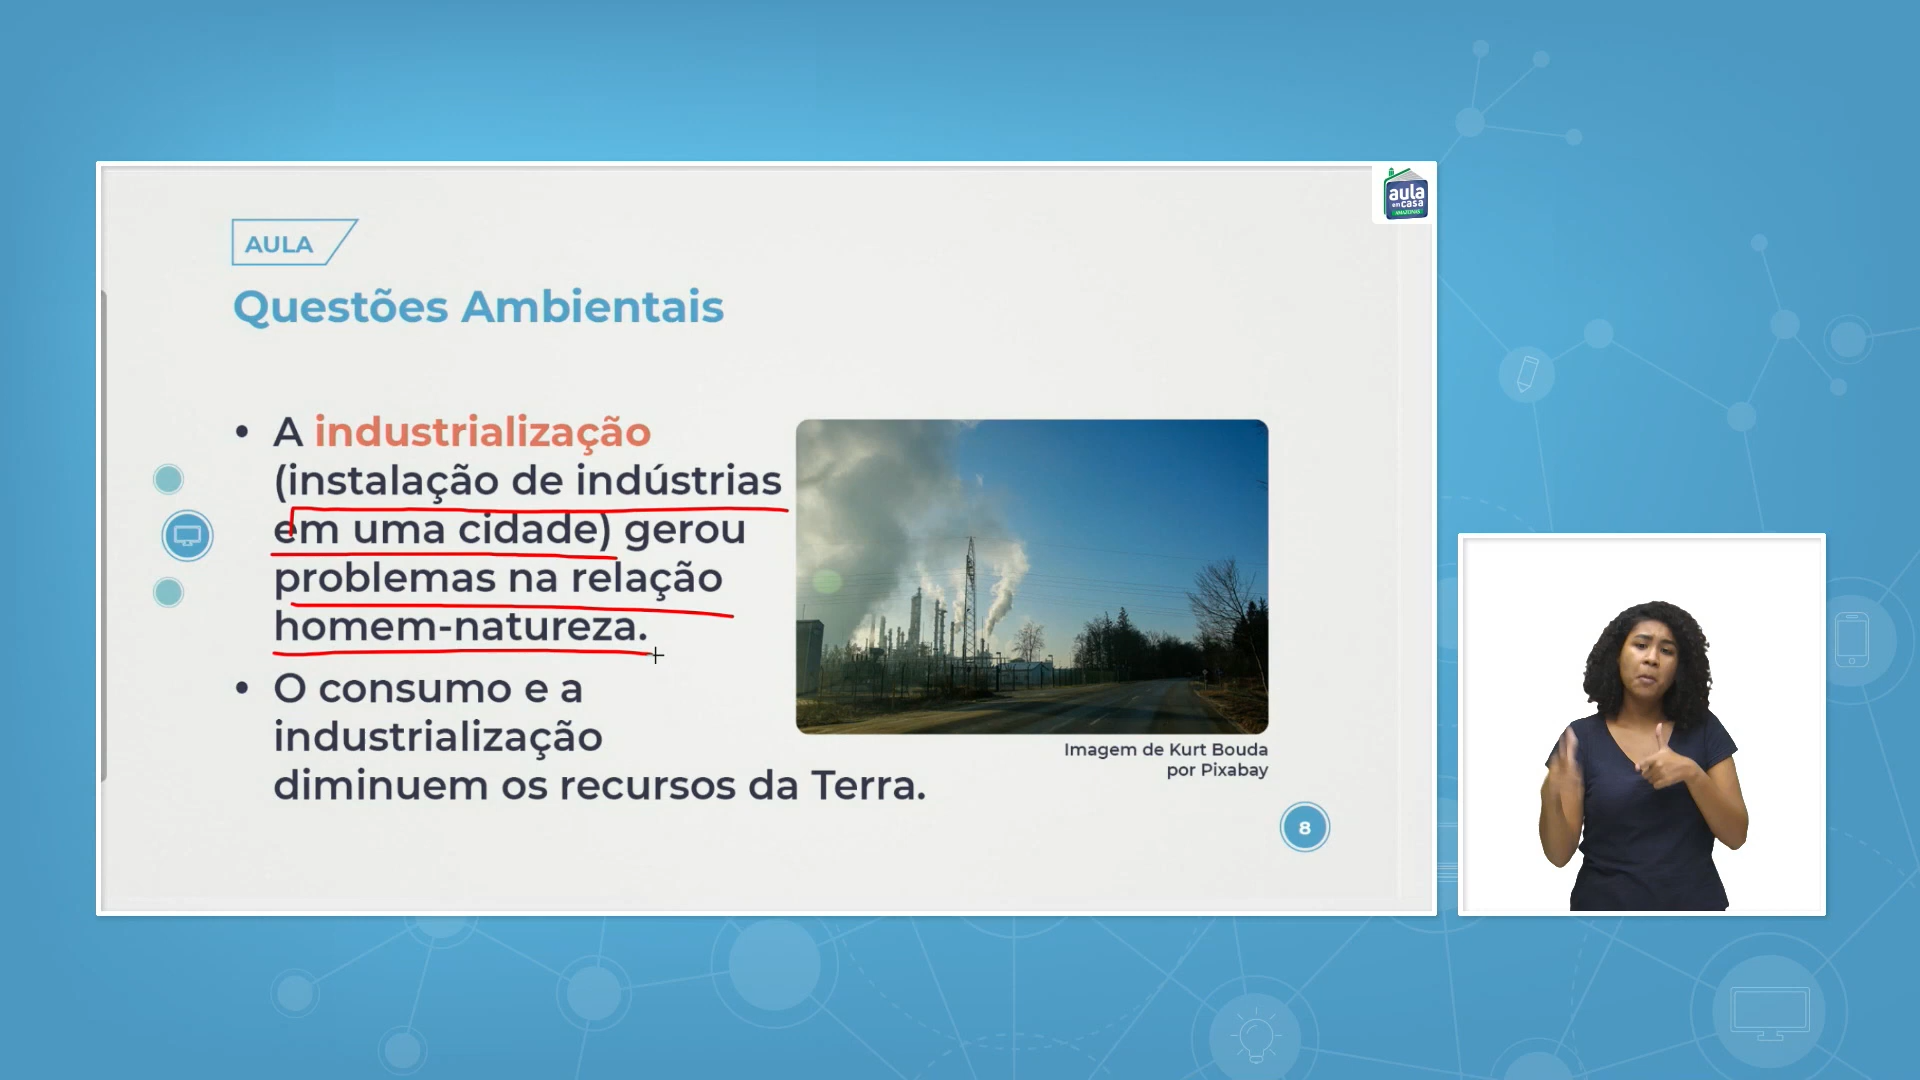 aula
em casa
AMAZONAS
AULA
Questões Ambientais
• A industrialização
(instalação de indústrias
em uma cidade) gerou
problemas na relação
homem-natureza.
• O consumo e a
industrialização
diminuem os recursos da Terra.
Imagem de Kurt Bouda
por Pixabay
8